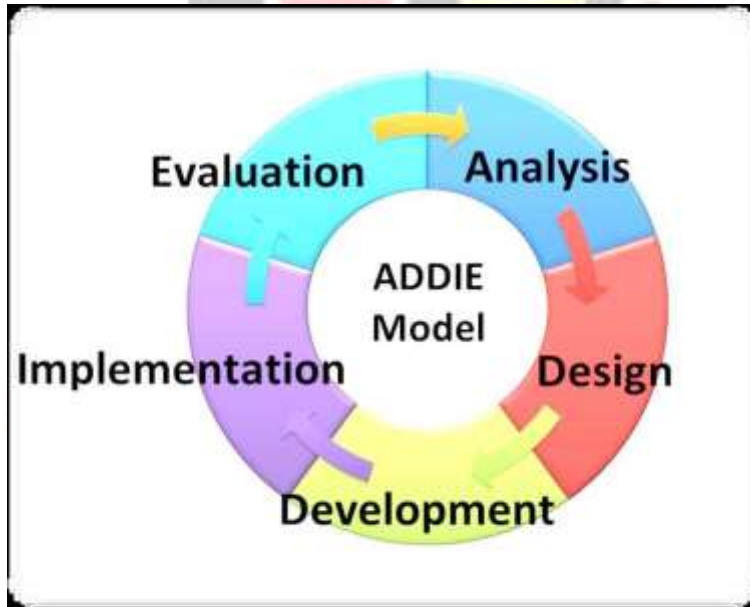 Evaluation
Analysis
ADDIE
Model
Implementation
Design
Development